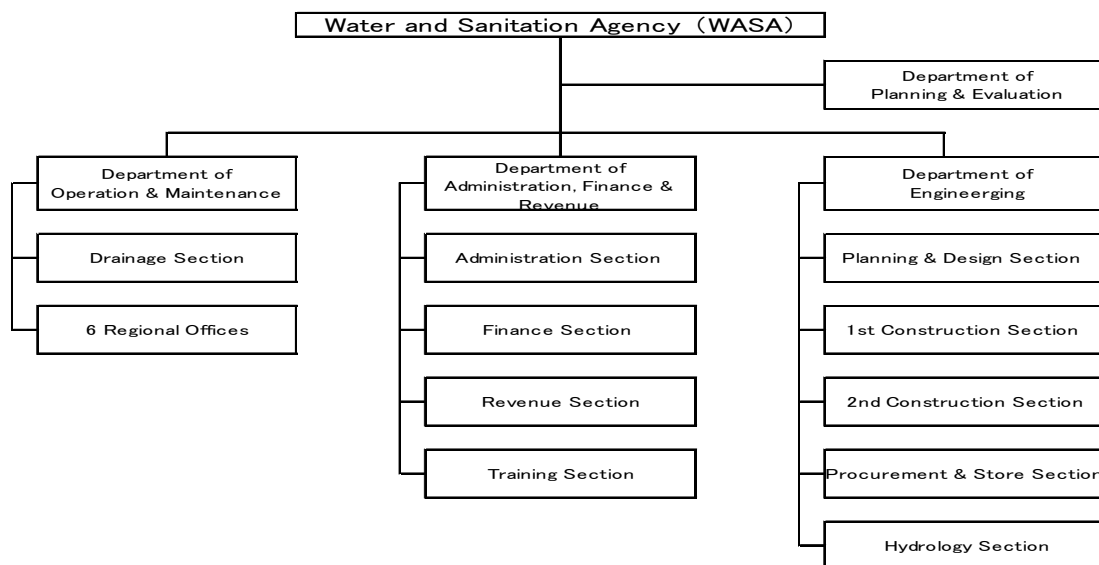 Water and Sanitation Agency（WASA）
Department of
Planning & Evaluation
Department of
Operation & Maintenance
Drainage Section
6 Regional Offices
Department of
Administration, Finance &
Revenue
Administration Section
Finance Section
Revenue Section
Training Section
Department of
Engineerging
Planning & Design Section
1st Construction Section
2nd Construction Section
Procurement & Store Section
Hydrology Section